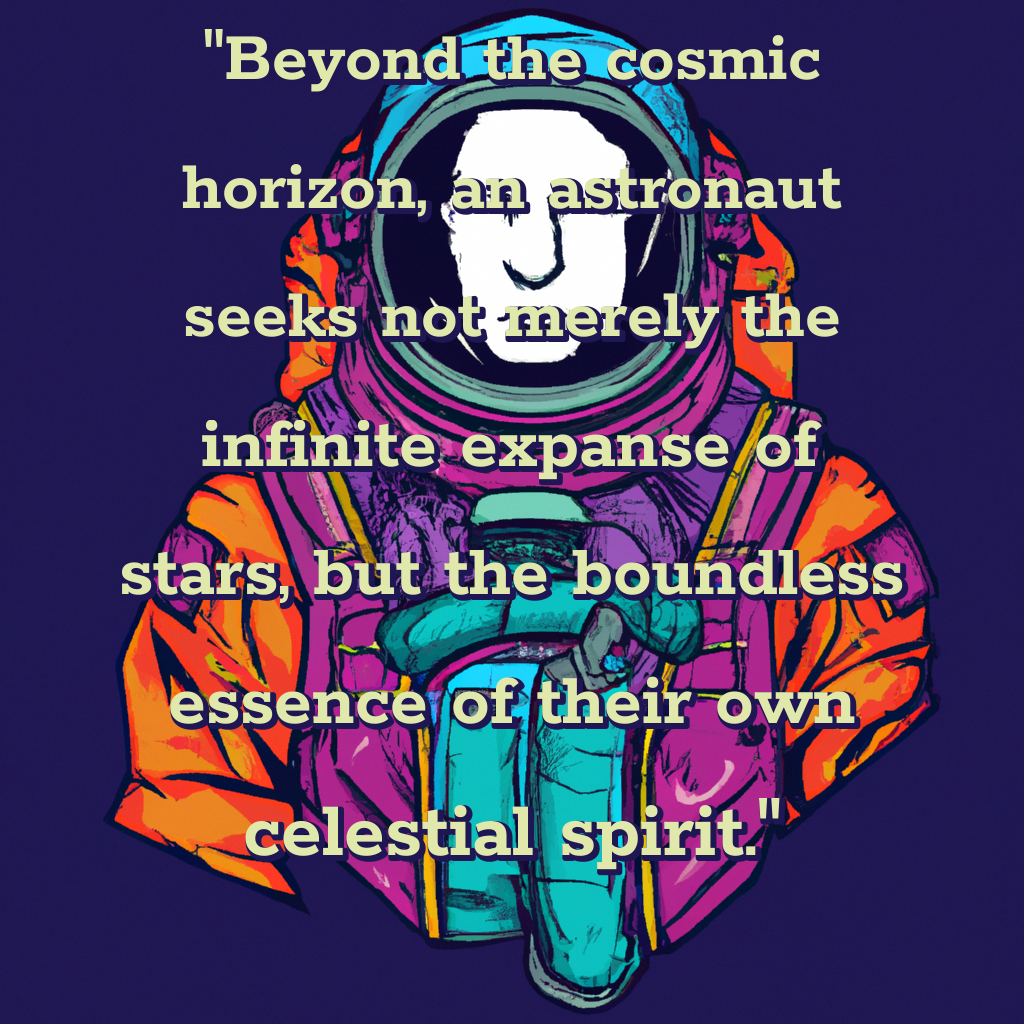 "Beyond the cosmic
horizon, an astronaut
seeks not merely the
infinite expanse of
stars, but the boundless
essence of their own
celestial spirit."